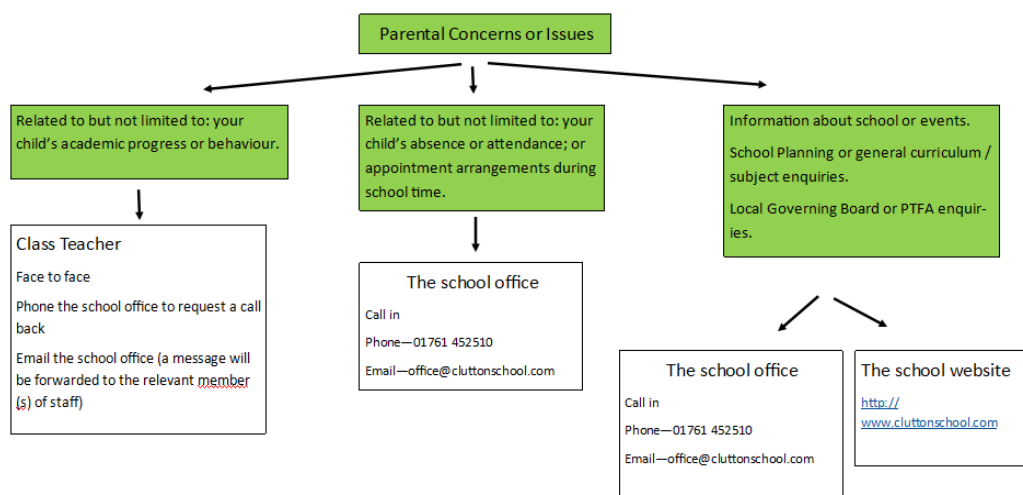 Parental Concerns or Issues
Related to but not limited to: your
child's academic progress or behaviour.
Related to but not limited to: your
child's absence or attendance; or
appointment arrangements during
school time.
Information about school or events.
School Planning or general curriculum /
subject enquiries.
Local Governing Board or PTFA enquir-
ies.
Class Teacher
Face to face
Phone the school office to request a call
back
Email the school office (a message will
be forwarded to the relevant member
(s) of staff)
The school office
Call in
Phone—01761 452510
Email—office@cluttonschool.com
The school office
Call in
Phone—01761 452510
Email—office@cluttonschool.com
The school website
http://
www.cluttonschool.com